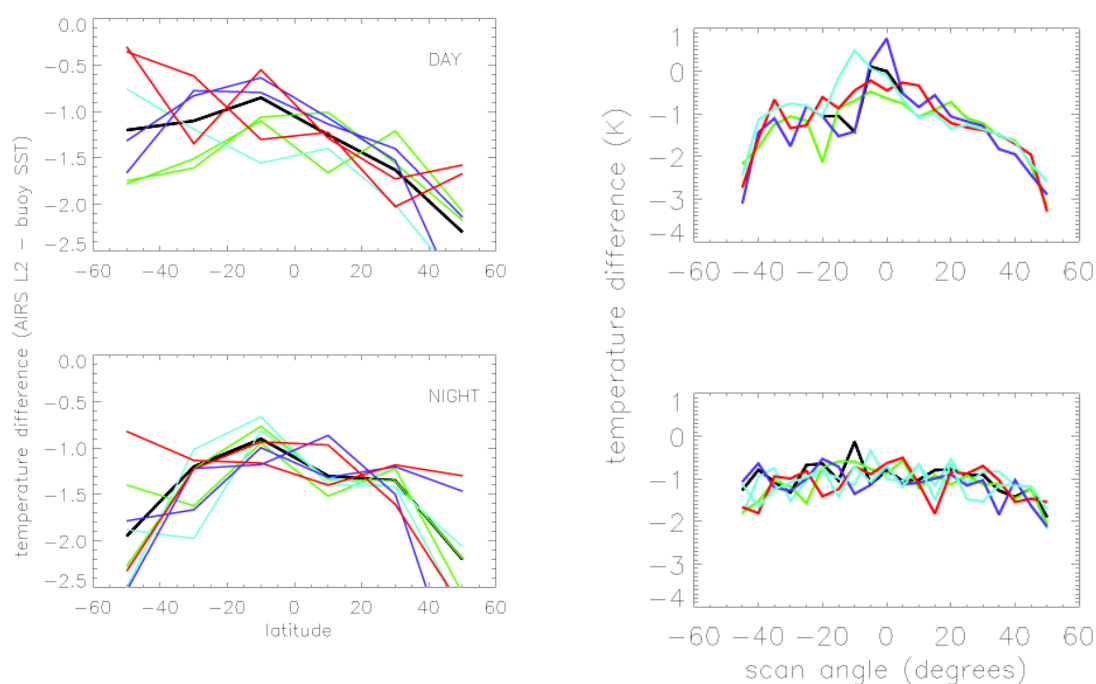 temperature difference (AIRS L2 – buoy SST)
0.0
-0.5
-1.0
-1.5
-2.0
-2.5
DAY
-60 -40 -20 0 20 40 60
0.0
-0.5
-1.0
-1.5
-2.0
-2.5
NIGHT
-60 -40 -20 0 20 40 60
latitude
temperature difference (K)
1
0
-1
-2
-3
-4
-60 -40 -20 0 20 40 60
1
0
-1
-2
-3
-4
-60 -40 -20 0 20 40 60
scan angle (degrees)